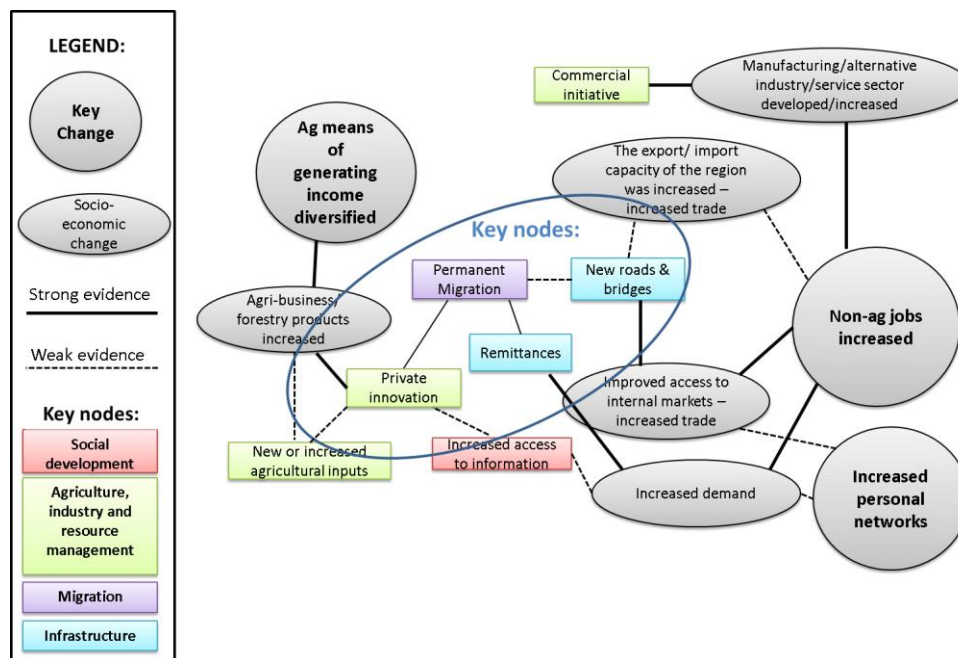 LEGEND:
Key
Change
Socio-
economic
change
Strong evidence
Weak evidence
Key nodes:
Social
development
Agriculture,
industry and
resource
management
Migration
Infrastructure
Commercial
initiative
Manufacturing/alternative
industry/service sector
developed/increased
Ag means
of
generating
income
diversified
The export/ import
capacity of the region
was increased –
increased trade
Key nodes:
Permanent
Migration
New roads &
bridges
Agri-business/
forestry products
increased
Remittances
Non-ag jobs
increased
Private
innovation
Improved access to
internal markets –
increased trade
New or increased
agricultural inputs
Increased access
to information
Increased demand
Increased
personal
networks